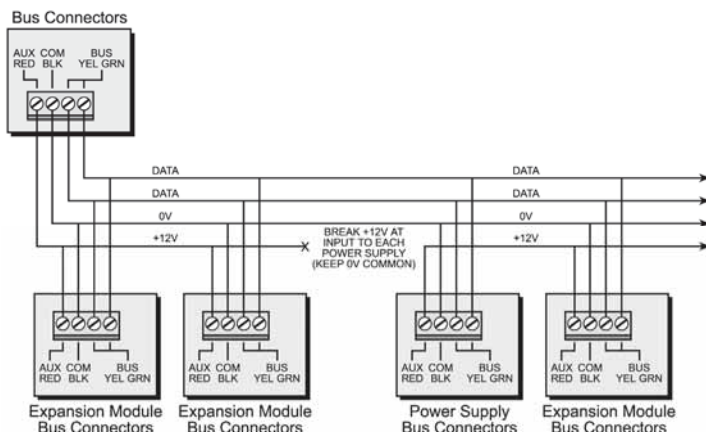 Bus Connectors
AUX COM BUS
RED BLK YEL GRN
DATA DATA
DATA DATA
0V 0V
+12V +12V
BREAK +12V AT
INPUT TO EACH
POWER SUPPLY
(KEEP 0V COMMON)
AUX COM BUS
RED BLK YEL GRN
Expansion Module
Bus Connectors
AUX COM BUS
RED BLK YEL GRN
Expansion Module
Bus Connectors
AUX COM BUS
RED BLK YEL GRN
Power Supply
Bus Connectors
AUX COM BUS
RED BLK YEL GRN
Expansion Module
Bus Connectors